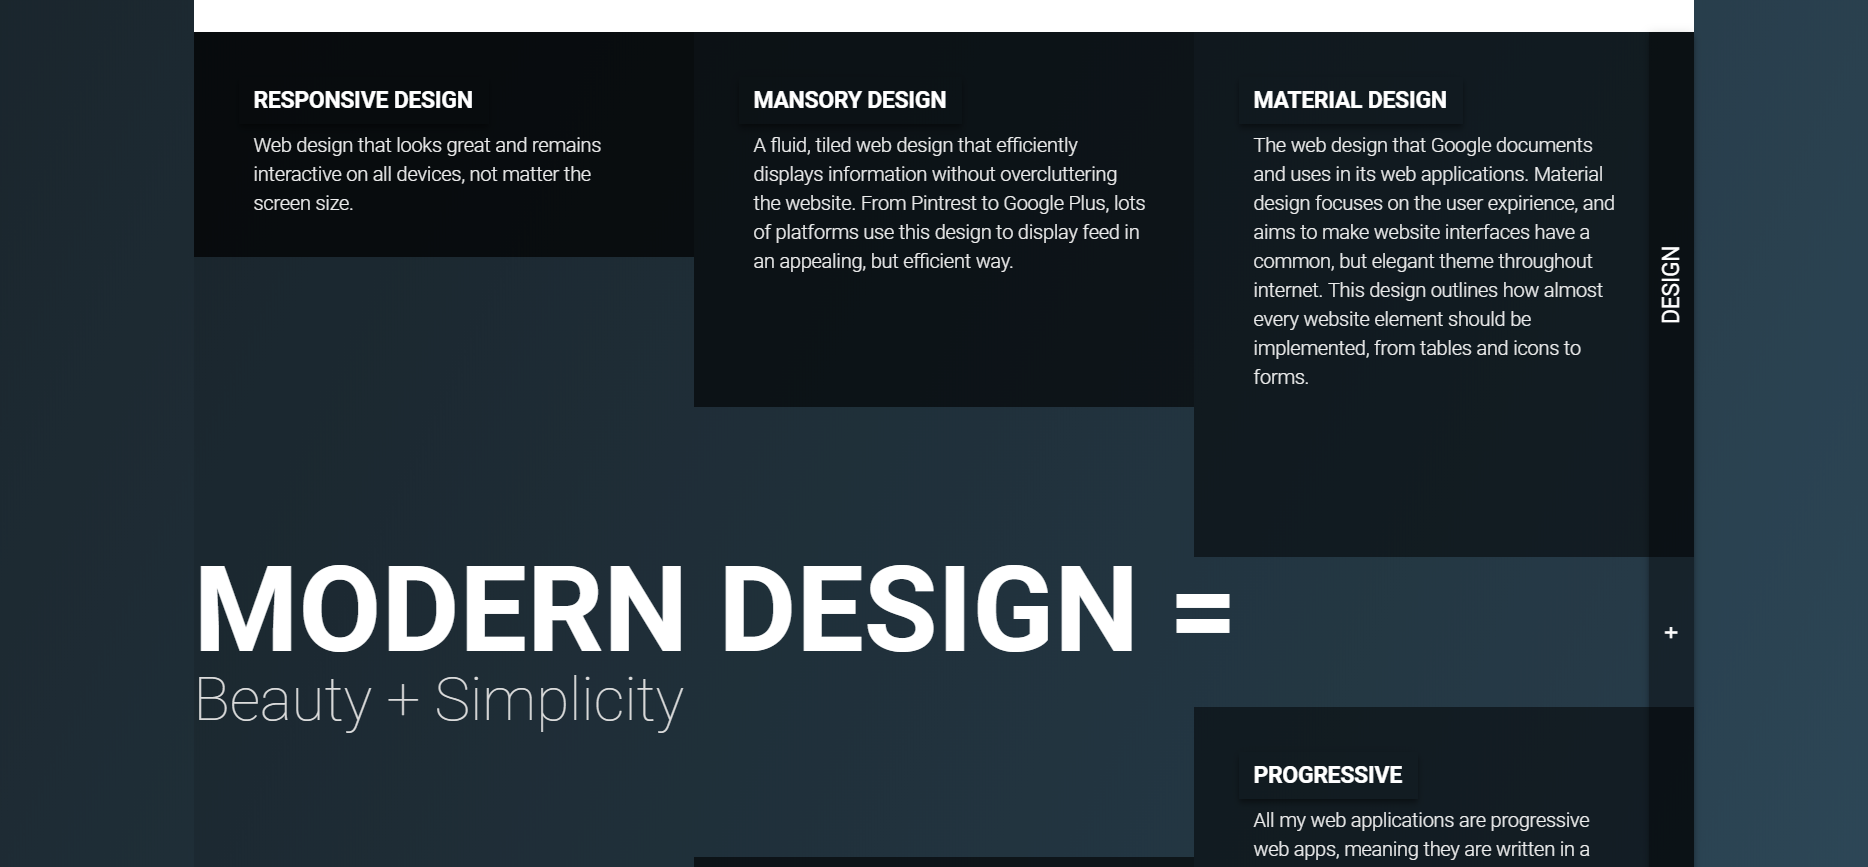 RESPONSIVE DESIGN
Web design that looks great and remains
interactive on all devices, not matter the
screen size.
MANSORY DESIGN
A fluid, tiled web design that efficiently
displays information without overcluttering
the website. From Pintrest to Google Plus, lots
of platforms use this design to display feed in
an appealing, but efficient way.
MATERIAL DESIGN
The web design that Google documents
and uses in its web applications. Material
design focuses on the user expirience, and
aims to make website interfaces have a
common, but elegant theme throughout
internet. This design outlines how almost
every website element should be
implemented, from tables and icons to
forms.
DESIGN
MODERN DESIGN =
Beauty + Simplicity
+
PROGRESSIVE
All my web applications are progressive
web apps, meaning they are written in a